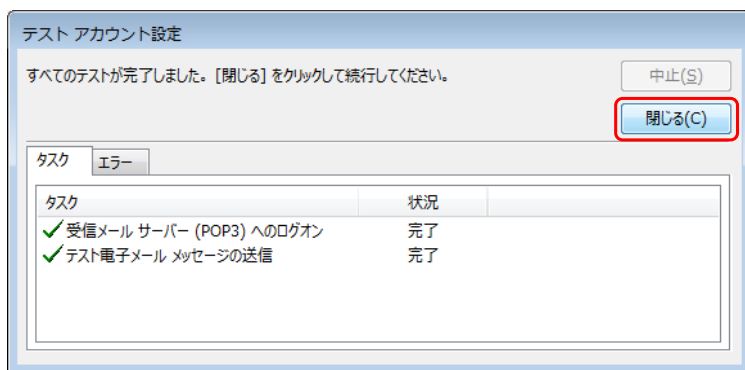 テスト アカウント設定
すべてのテストが完了しました。[閉じる] をクリックして続行してください。
中止(S)
閉じる(C)
タスク エラー
タスク 状況
受信メール サーバー (POP3) へのログオン 完了
テスト電子メール メッセージの送信 完了